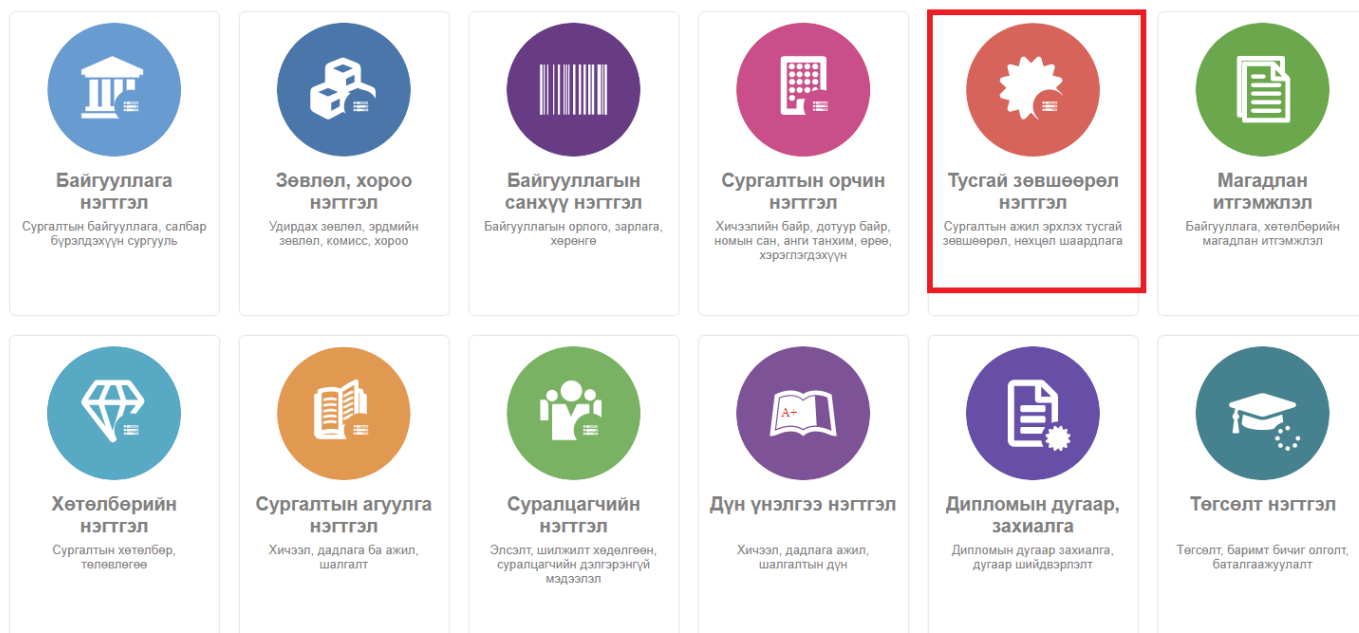 Байгууллага
нэгтгэл
Сургалтын байгууллага, салбар
бүрэлдэхүүн сургууль
Зөвлөл, хороо
нэгтгэл
Удирдах зөвлөл, эрдмийн
зөвлөл, комисс, хороо
Байгууллагын
санхүү нэгтгэл
Байгууллагын орлого, зарлага,
хөрөнгө
Сургалтын орчин
нэгтгэл
Хичээлийн байр, дотуур байр,
номын сан, анги танхим, өрөө,
хэрэглэгдэхүүн
Тусгай зөвшөөрөл
нэгтгэл
Сургалтын ажил эрхлэх тусгай
зөвшөөрөл, нөхцөл шаардлага
Магадлан
итгэмжлэл
Байгууллага, хөтөлбөрийн
магадлан итгэмжлэл
Хөтөлбөрийн
нэгтгэл
Сургалтын хөтөлбөр,
төлөвлөгөө
Сургалтын агуулга
нэгтгэл
Хичээл, дадлага ба ажил,
шалгалт
Суралцагчийн
нэгтгэл
Элсэлт, шилжилт хөдөлгөөн,
суралцагчийн дэлгэрэнгүй
мэдээлэл
A+
Дүн үнэлгээ нэгтгэл
Хичээл, дадлага ажил,
шалгалтын дүн
Дипломын дугаар,
захиалга
Дипломын дугаар захиалга,
дугаар шийдвэрлэлт
Төгсөлт нэгтгэл
Төгсөлт, баримт бичиг олголт,
баталгаажуулалт